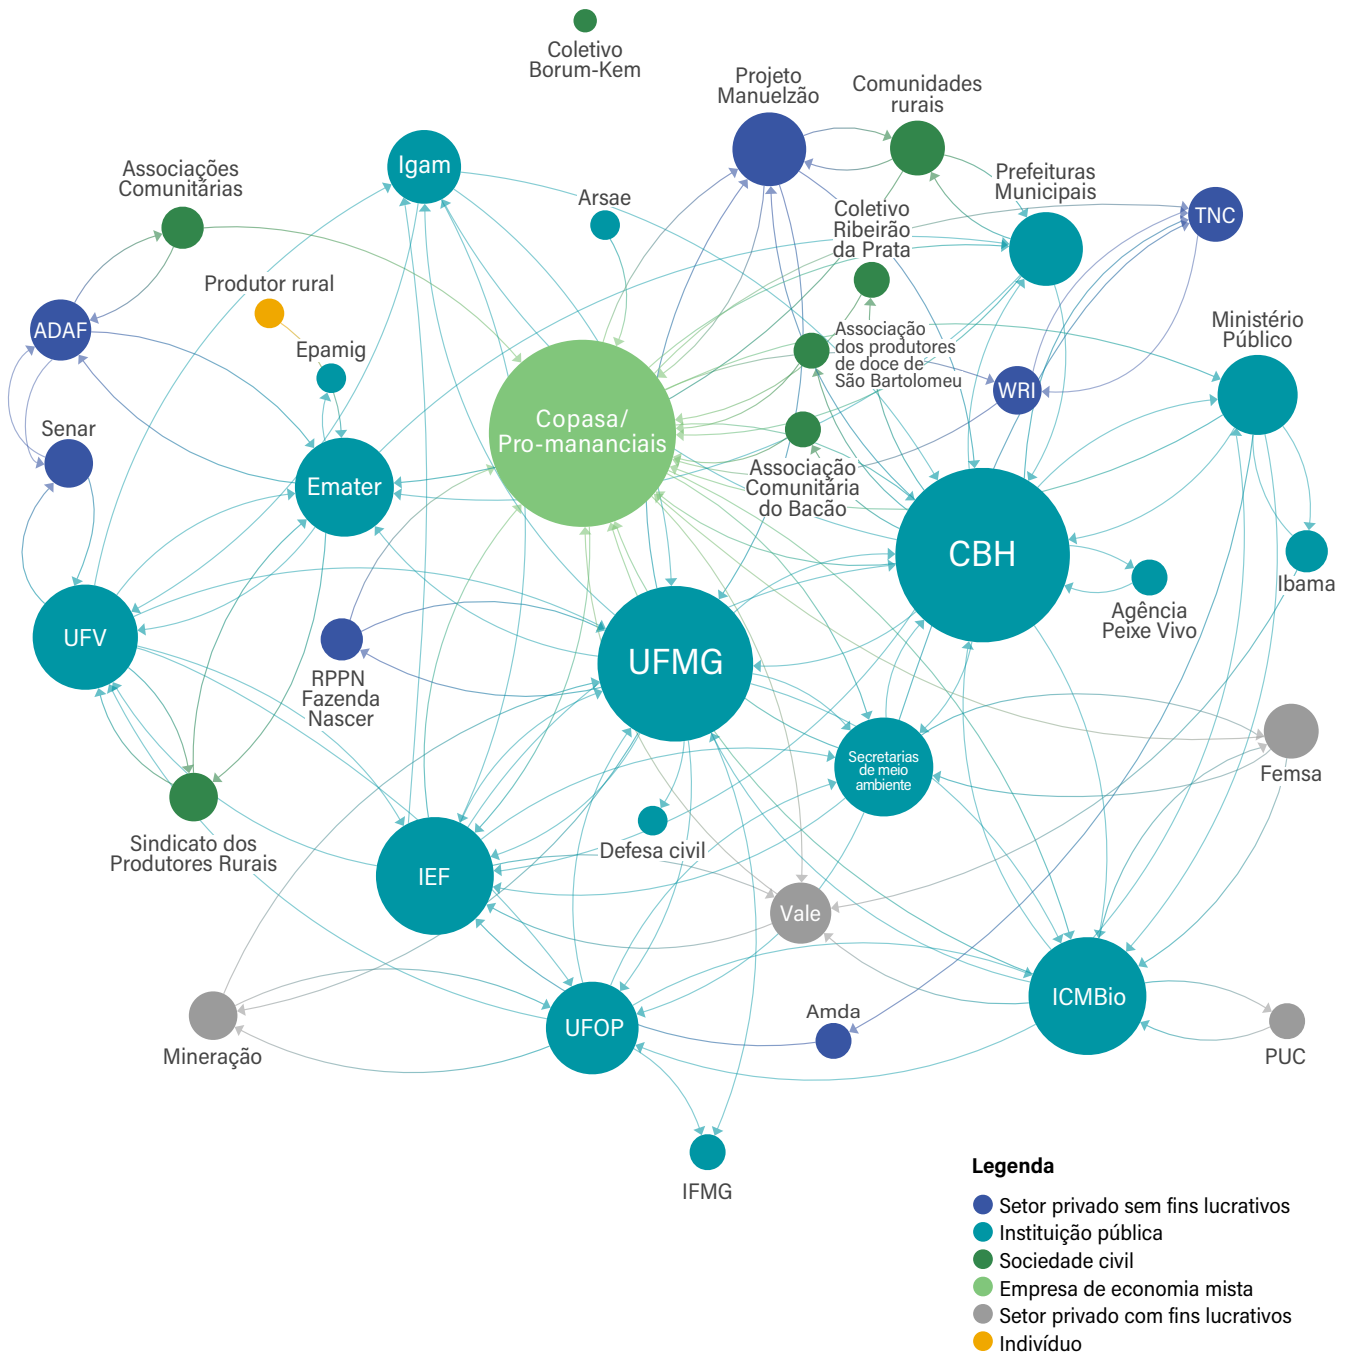 Coletivo
Borum-Kem
Projeto
Manuelzão
Comunidades
rurais
Igam
Associações
Comunitárias
Arsae
Prefeituras
Municipais
TNC
Coletivo
Ribeirão
da Prata
Produtor rural
ADAF
Epamig
Associação
dos produtores
de doce de
São Bartolomeu
Ministério
Público
WRI
Copasa/
Pro-mananciais
Senar
Emater
Associação
Comunitária
do Bacão
CBH
Ibama
Agência
Peixe Vivo
UFV
UFMG
RPPN
Fazenda
Nascer
Secretarias
de meio
ambiente
Femsa
Sindicato dos
Produtores Rurais
Defesa civil
IEF
Vale
ICMBio
Amda
UFOP
Mineração
PUC
IFMG
Legenda
Setor privado sem fins lucrativos
Instituição pública
Sociedade civil
Empresa de economia mista
Setor privado com fins lucrativos
Indivíduo